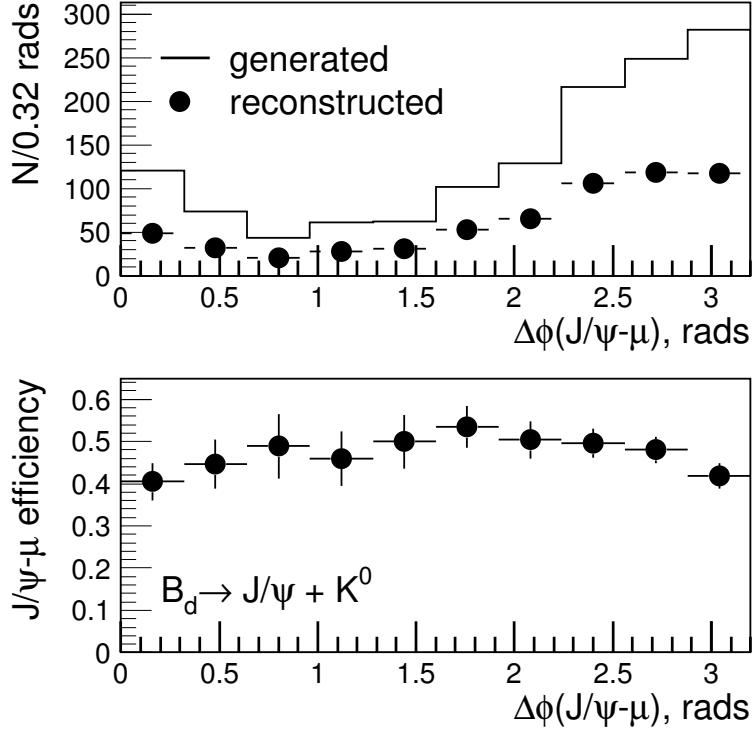 N/0.32 rads
300
250
200
150
100
50
0
generated
reconstructed
0 0.5 1 1.5 2 2.5 3
Δϕ(J/ψ-μ), rads
J/ψ-μ efficiency
0.6
0.5
0.4
0.3
0.2
0.1
0
B_d → J/ψ + K^0
0 0.5 1 1.5 2 2.5 3
Δϕ(J/ψ-μ), rads